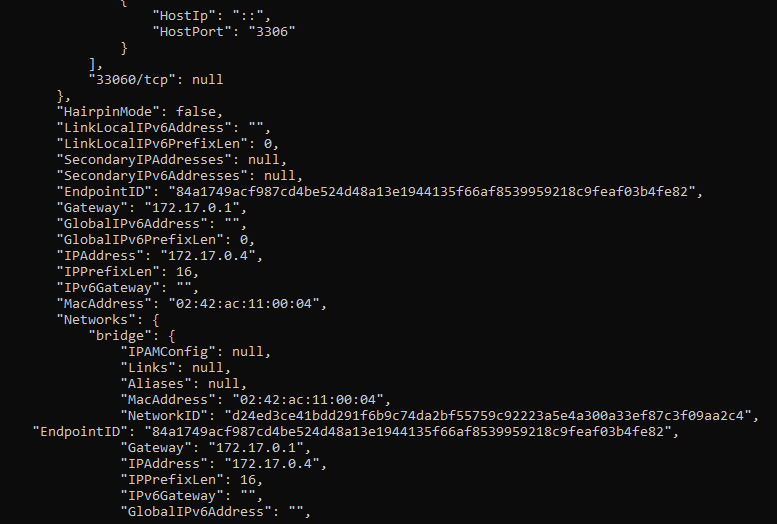 {
"HostIp": "::",
"HostPort": "3306"
}
],
"33060/tcp": null
},
"HairpinMode": false,
"LinkLocalIPv6Address": "",
"LinkLocalIPv6PrefixLen": 0,
"SecondaryIPAddresses": null,
"SecondaryIPv6Addresses": null,
"EndpointID": "84a1749acf987cd4be524d48a13e1944135f66af8539959218c9feaf03b4fe82",
"Gateway": "172.17.0.1",
"GlobalIPv6Address": "",
"GlobalIPv6PrefixLen": 0,
"IPAddress": "172.17.0.4",
"IPPrefixLen": 16,
"IPv6Gateway": "",
"MacAddress": "02:42:ac:11:00:04",
"Networks": {
"bridge": {
"IPAMConfig": null,
"Links": null,
"Aliases": null,
"MacAddress": "02:42:ac:11:00:04",
"NetworkID": "d24ed3ce41bdd291f6b9c74da2bf55759c92223a5e4a300a33ef87c3f09aa2c4",
"EndpointID": "84a1749acf987cd4be524d48a13e1944135f66af8539959218c9feaf03b4fe82",
"Gateway": "172.17.0.1",
"IPAddress": "172.17.0.4",
"IPPrefixLen": 16,
"IPv6Gateway": "",
"GlobalIPv6Address": "",